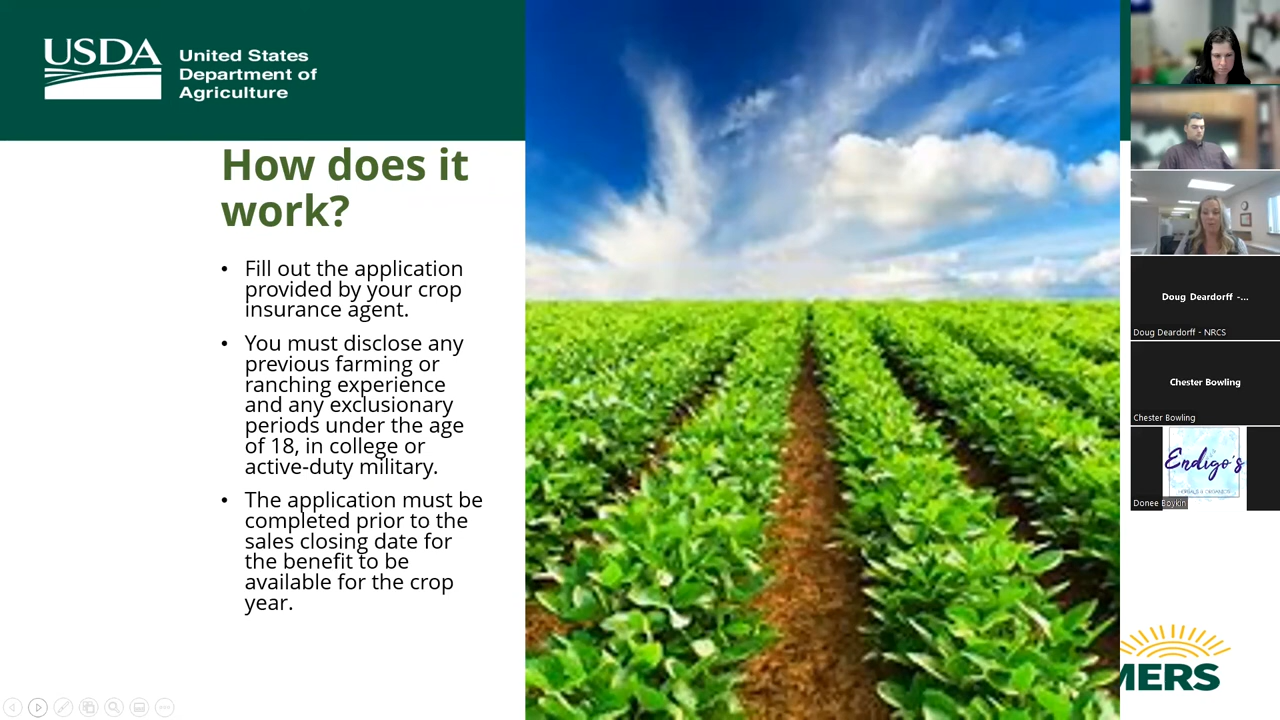 USDA
United States
Department of
Agriculture
How does it
work?
• Fill out the application
provided by your crop
insurance agent.
• You must disclose any
previous farming or
ranching experience
and any exclusionary
periods under the age
of 18, in college or
active-duty military.
• The application must be
completed prior to the
sales closing date for
the benefit to be
available for the crop
year.
Doug Deardorff -...
Doug Deardorff - NRCS
Chester Bowling
Chester Bowling
Endigo's
Donee Boykin
MERS